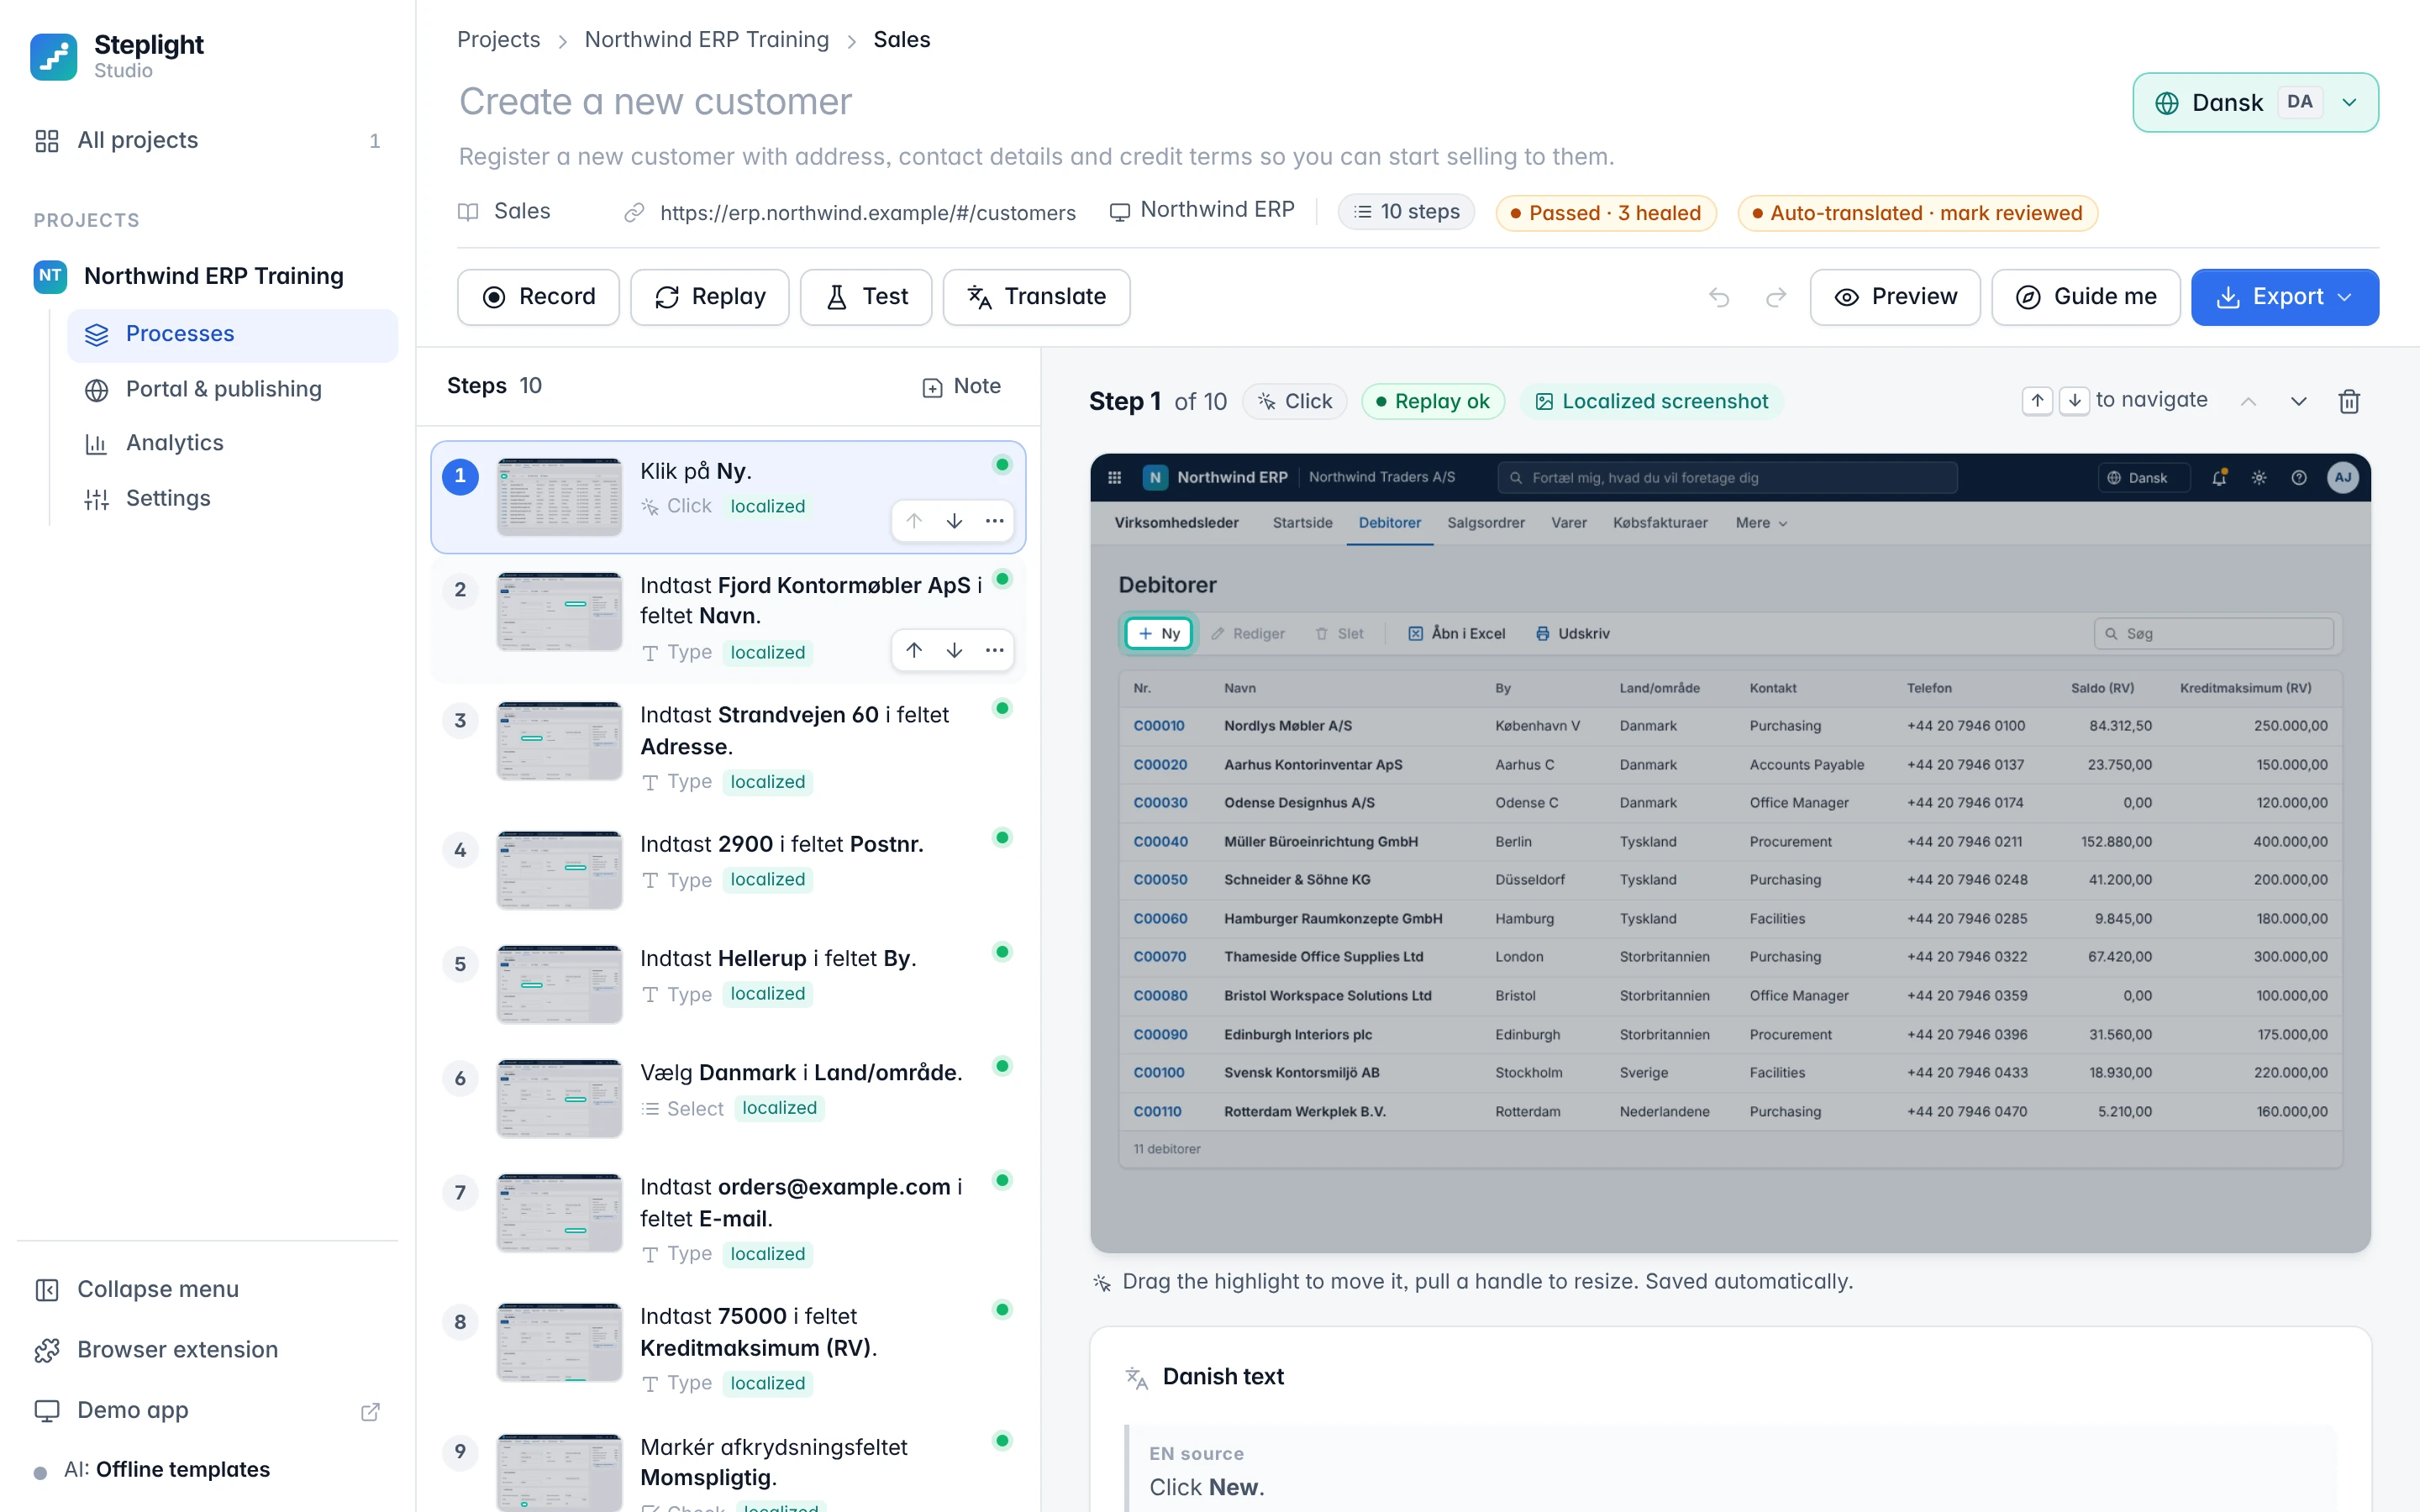 Steplight
Studio
All projects 1
PROJECTS
NT Northwind ERP Training
Processes
Portal & publishing
Analytics
Settings
Collapse menu
Browser extension
Demo app
AI: Offline templates
Projects Northwind ERP Training Sales
Create a new customer
Dansk DA
Register a new customer with address, contact details and credit terms so you can start selling to them.
Sales https://erp.northwind.example/#/customers Northwind ERP 10 steps Passed · 3 healed Auto-translated · mark reviewed
Record Replay Test Translate Preview Guide me Export
Steps 10 Note
1 Klik på Ny.
Click localized
2 Indtast Fjord Kontormøbler ApS i
feltet Navn.
Type localized
3 Indtast Strandvejen 60 i feltet
Adresse.
Type localized
4 Indtast 2900 i feltet Postnr.
Type localized
5 Indtast Hellerup i feltet By.
Type localized
6 Vælg Danmark i Land/område.
Select localized
7 Indtast orders@example.com i
feltet E-mail.
Type localized
8 Indtast 75000 i feltet
Kreditmaksimum (RV).
Type localized
9 Markér afkrydsningsfeltet
Momspligtig.
Check localized
Step 1 of 10 Click Replay ok Localized screenshot to navigate
N Northwind ERP Northwind Traders A/S Fortæl mig, hvad du vil foretage dig Dansk AJ
Virksomhedsleder Startside Debitorer Salgsordrer Varer Købsfakturaer Mere
Debitorer
Ny Rediger Slet Åbn i Excel Udskriv Søg
Nr. Navn By Land/område Kontakt Telefon Saldo (RV) Kreditmaksimum (RV)
C00010 Nordlys Møbler A/S København V Danmark Purchasing +44 20 7946 0100 84.312,50 250.000,00
C00020 Aarhus Kontorinventar ApS Aarhus C Danmark Accounts Payable +44 20 7946 0137 23.750,00 150.000,00
C00030 Odense Designhus A/S Odense C Danmark Office Manager +44 20 7946 0174 0,00 120.000,00
C00040 Müller Büroeinrichtung GmbH Berlin Tyskland Procurement +44 20 7946 0211 152.880,00 400.000,00
C00050 Schneider & Söhne KG Düsseldorf Tyskland Purchasing +44 20 7946 0248 41.200,00 200.000,00
C00060 Hamburger Raumkonzepte GmbH Hamburg Tyskland Facilities +44 20 7946 0285 9.845,00 180.000,00
C00070 Thameside Office Supplies Ltd London Storbritannien Purchasing +44 20 7946 0322 67.420,00 300.000,00
C00080 Bristol Workspace Solutions Ltd Bristol Storbritannien Office Manager +44 20 7946 0359 0,00 100.000,00
C00090 Edinburgh Interiors plc Edinburgh Storbritannien Procurement +44 20 7946 0396 31.560,00 175.000,00
C00100 Svensk Kontorsmiljö AB Stockholm Sverige Facilities +44 20 7946 0433 18.930,00 220.000,00
C00110 Rotterdam Werkplek B.V. Rotterdam Nederlandene Purchasing +44 20 7946 0470 5.210,00 160.000,00
11 debitorer
Drag the highlight to move it, pull a handle to resize. Saved automatically.
Danish text
EN source
Click New.